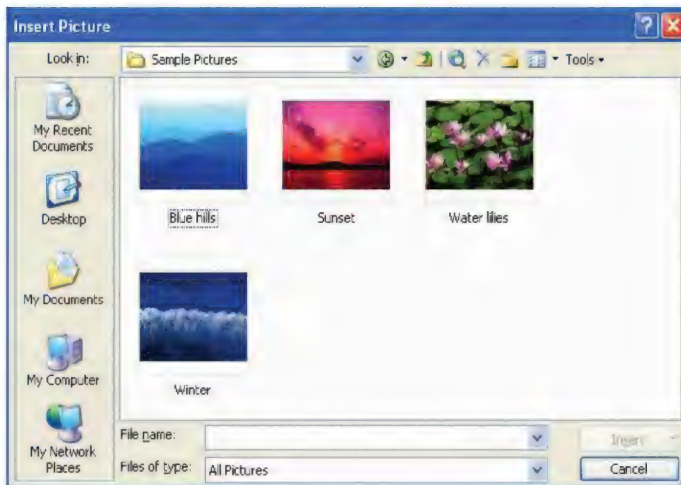 Insert Picture
Look in: Sample Pictures Tools
My Recent
Documents
Desktop
My Documents
My Computer
My Network
Places
Blue hills Sunset Water lilies
Winter
File name:
Insert
Files of type: All Pictures
Cancel